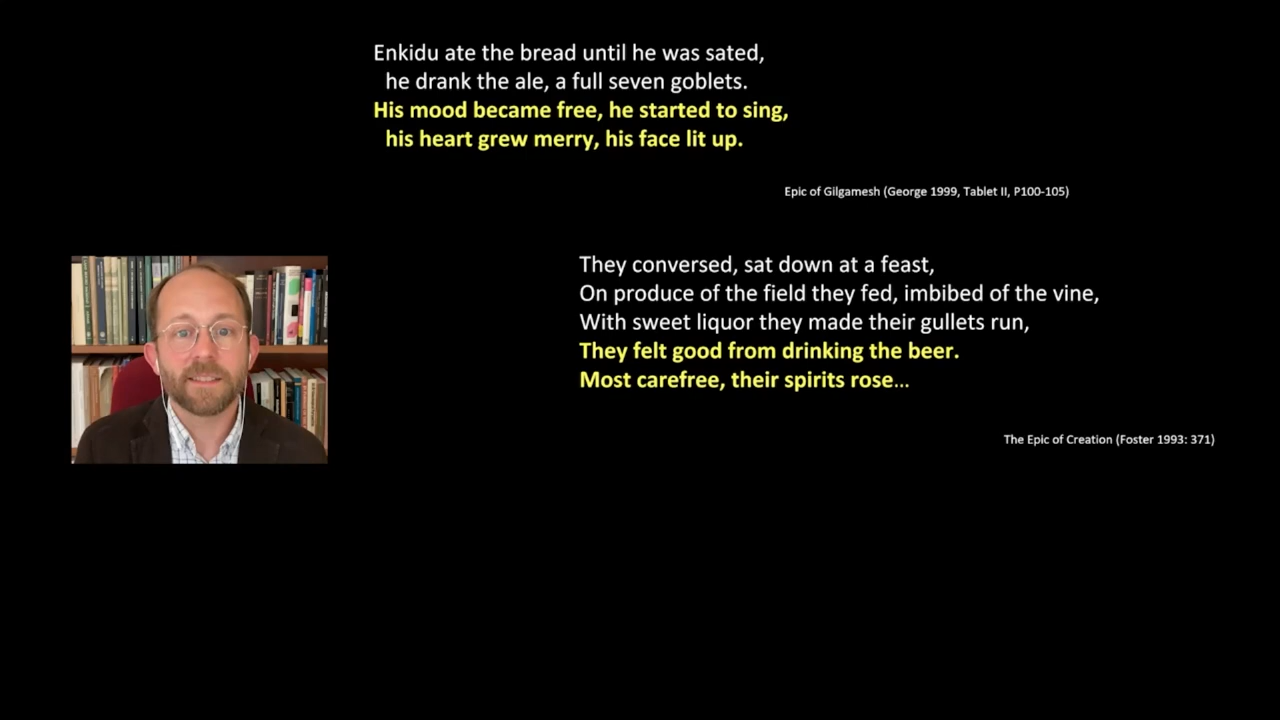 Enkidu ate the bread until he was sated,
he drank the ale, a full seven goblets.
His mood became free, he started to sing,
his heart grew merry, his face lit up.
Epic of Gilgamesh (George 1999, Tablet II, P100-105)
They conversed, sat down at a feast,
On produce of the field they fed, imbibed of the vine,
With sweet liquor they made their gullets run,
They felt good from drinking the beer.
Most carefree, their spirits rose...
The Epic of Creation (Foster 1993: 371)